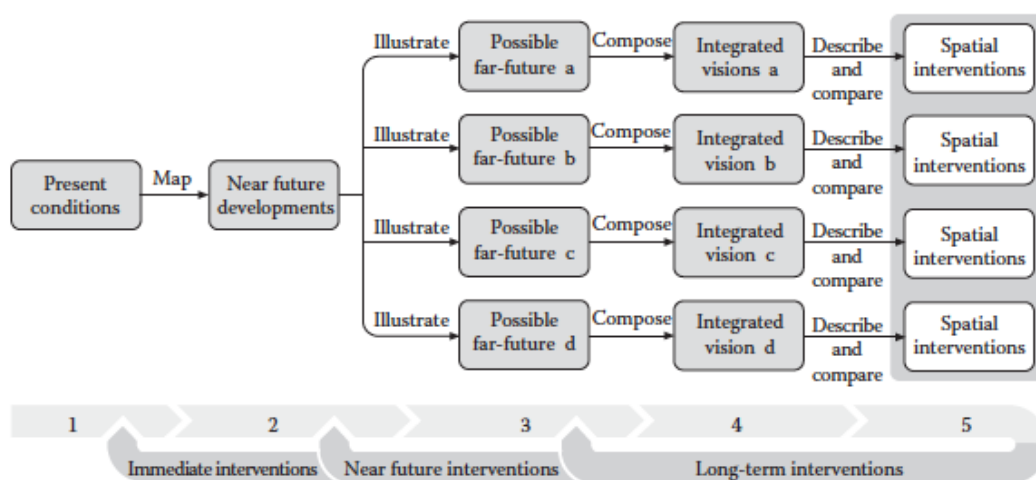 Illustrate
Possible
far-future a
Compose
Integrated
visions a
Describe
and
compare
Spatial
interventions
Illustrate
Possible
far-future b
Compose
Integrated
vision b
Describe
and
compare
Spatial
interventions
Present
conditions
Map
Near future
developments
Illustrate
Possible
far-future c
Compose
Integrated
vision c
Describe
and
compare
Spatial
interventions
Illustrate
Possible
far-future d
Compose
Integrated
vision d
Describe
and
compare
Spatial
interventions
1
2
3
4
5
Immediate interventions
Near future interventions
Long-term interventions